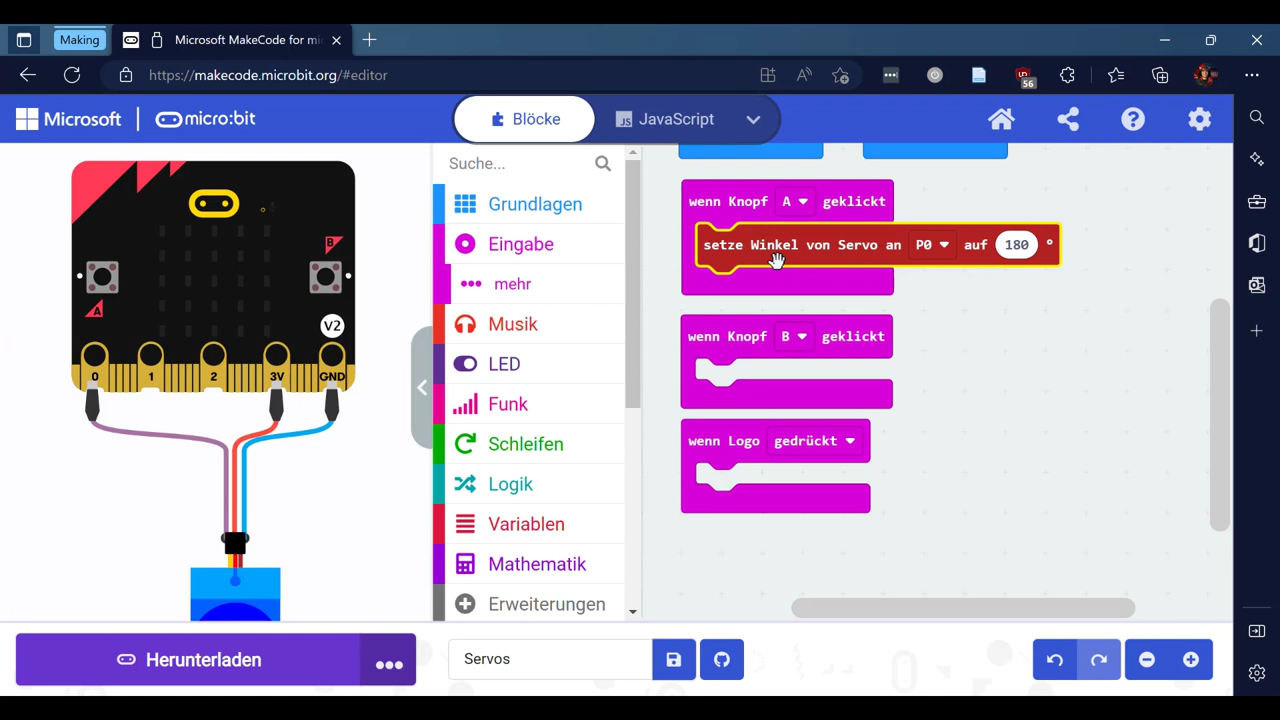 Making
Microsoft MakeCode for mi
https://makecode.microbit.org/#editor
56
Microsoft
micro:bit
Blöcke
JS JavaScript
Suche...
Grundlagen
Eingabe
mehr
Musik
LED
Funk
Schleifen
Logik
Variablen
Mathematik
Erweiterungen
B
A
V2
0 1 2 3V GND
wenn Knopf A geklickt
setze Winkel von Servo an P0 auf 180 °
wenn Knopf B geklickt
wenn Logo gedrückt
Herunterladen
Servos